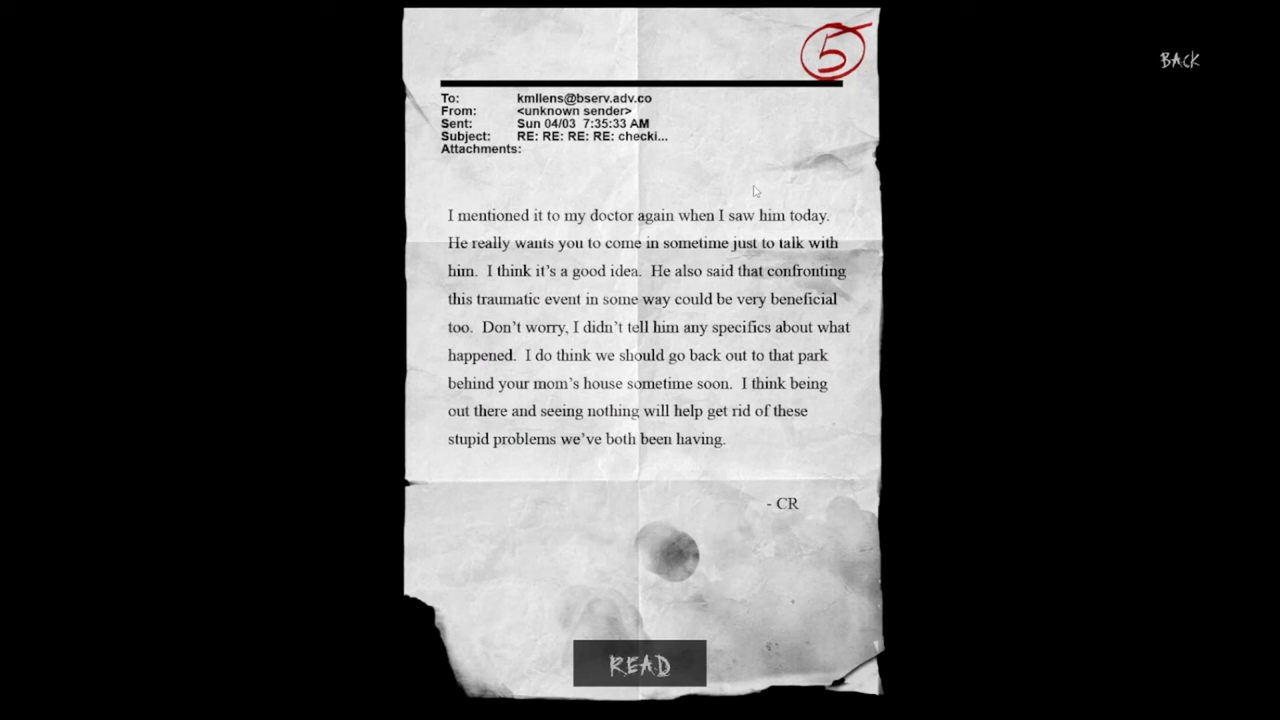 5
BACK
To: kmllens@bserv.adv.co
From: <unknown sender>
Sent: Sun 04/03 7:35:33 AM
Subject: RE: RE: RE: RE: checki...
Attachments:
I mentioned it to my doctor again when I saw him today.
He really wants you to come in sometime just to talk with
him. I think it’s a good idea. He also said that confronting
this traumatic event in some way could be very beneficial
too. Don’t worry, I didn’t tell him any specifics about what
happened. I do think we should go back out to that park
behind your mom’s house sometime soon. I think being
out there and seeing nothing will help get rid of these
stupid problems we’ve both been having.
- CR
READ